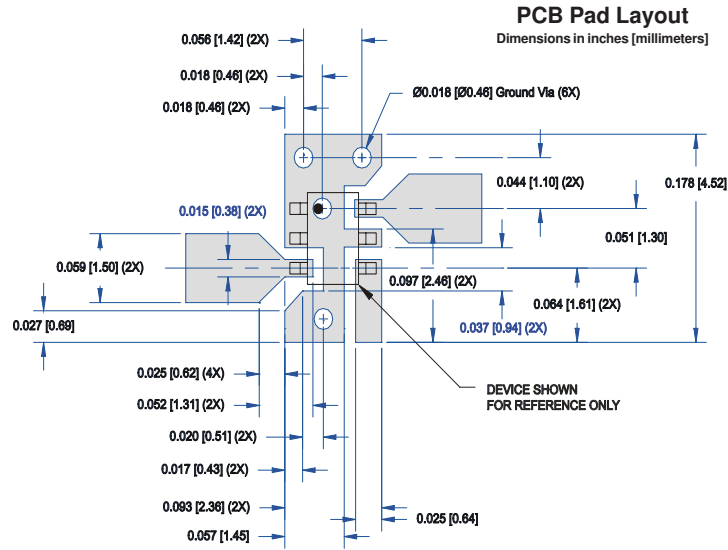 PCB Pad Layout
Dimensions in inches [millimeters]
0.056 [1.42] (2X)
0.018 [0.46] (2X)
0.018 [0.46] (2X)
Ø0.018 [Ø0.46] Ground Via (6X)
0.044 [1.10] (2X)
0.178 [4.52]
0.015 [0.38] (2X)
0.051 [1.30]
0.059 [1.50] (2X)
0.097 [2.46] (2X)
0.064 [1.61] (2X)
0.027 [0.69]
0.037 [0.94] (2X)
0.025 [0.62] (4X)
DEVICE SHOWN
FOR REFERENCE ONLY
0.052 [1.31] (2X)
0.020 [0.51] (2X)
0.017 [0.43] (2X)
0.093 [2.36] (2X)
0.025 [0.64]
0.057 [1.45]